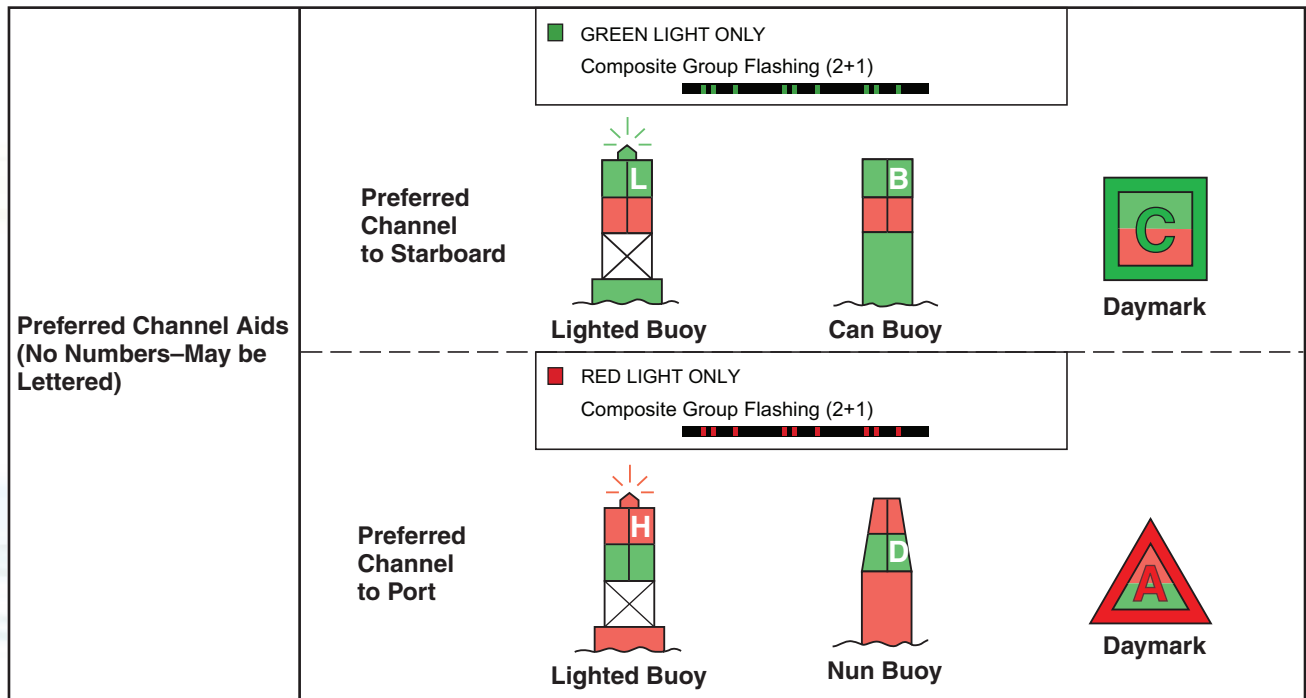 Preferred Channel Aids
(No Numbers–May be
Lettered)
GREEN LIGHT ONLY
Composite Group Flashing (2+1)
Preferred
Channel
to Starboard
L
B
C
Lighted Buoy
Can Buoy
Daymark
RED LIGHT ONLY
Composite Group Flashing (2+1)
Preferred
Channel
to Port
H
D
A
Lighted Buoy
Nun Buoy
Daymark